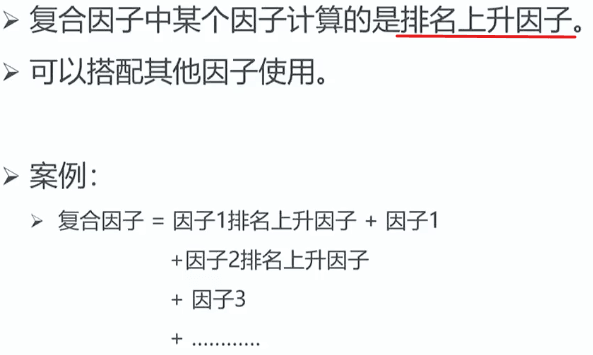 ➢ 复合因子中某个因子计算的是排名上升因子。
➢ 可以搭配其他因子使用。
➢ 案例：
➢ 复合因子 = 因子1排名上升因子 + 因子1
+因子2排名上升因子
+ 因子3
+ …………